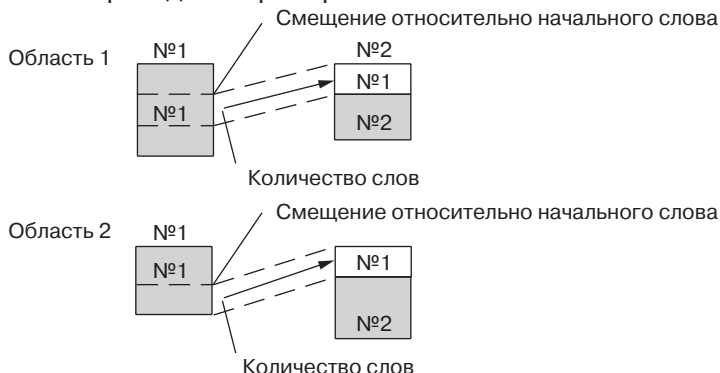 Смещение относительно начального слова
Область 1
№1
№2
№1
№1
№2
Количество слов
Смещение относительно начального слова
Область 2
№1
№1
№1
№2
Количество слов